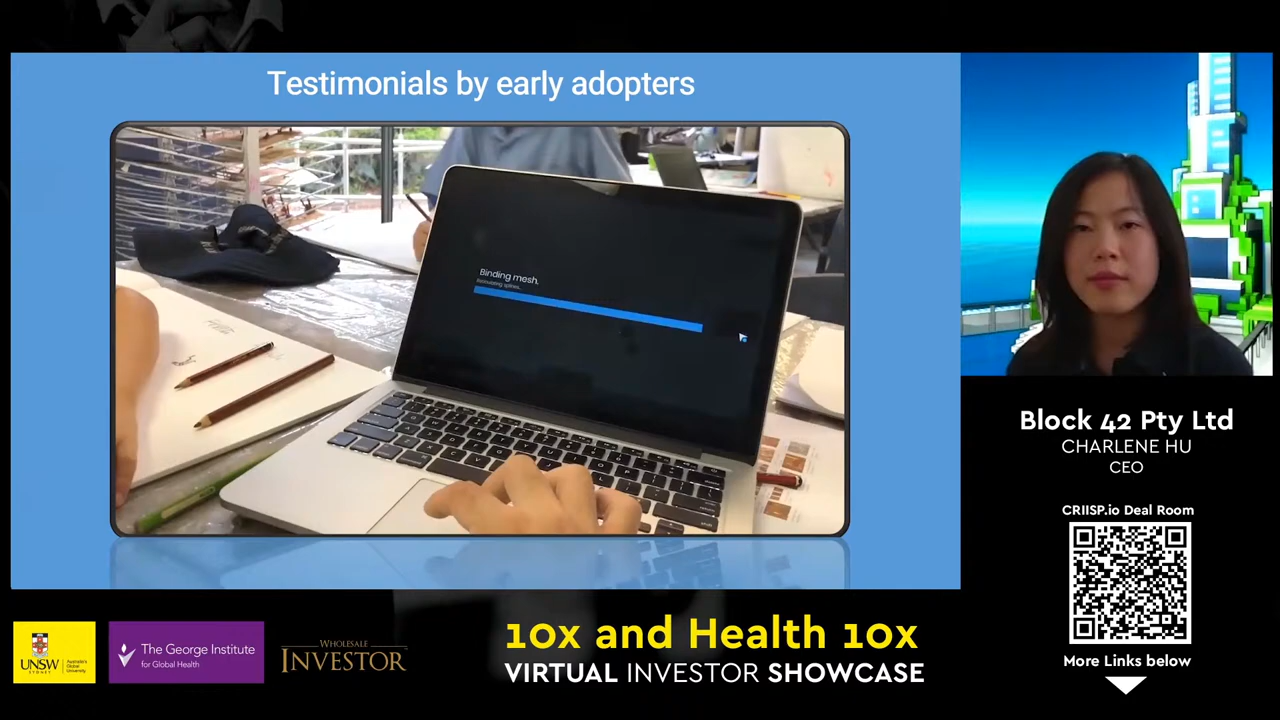 Testimonials by early adopters
Binding mesh.
Block 42 Pty Ltd
CHARLENE HU
CEO
CRIISP.io Deal Room
More Links below
UNSW
SYDNEY
Australia's
Global
University
The George Institute
for Global Health
WHOLESALE
INVESTOR
10x and Health 10x
VIRTUAL INVESTOR SHOWCASE